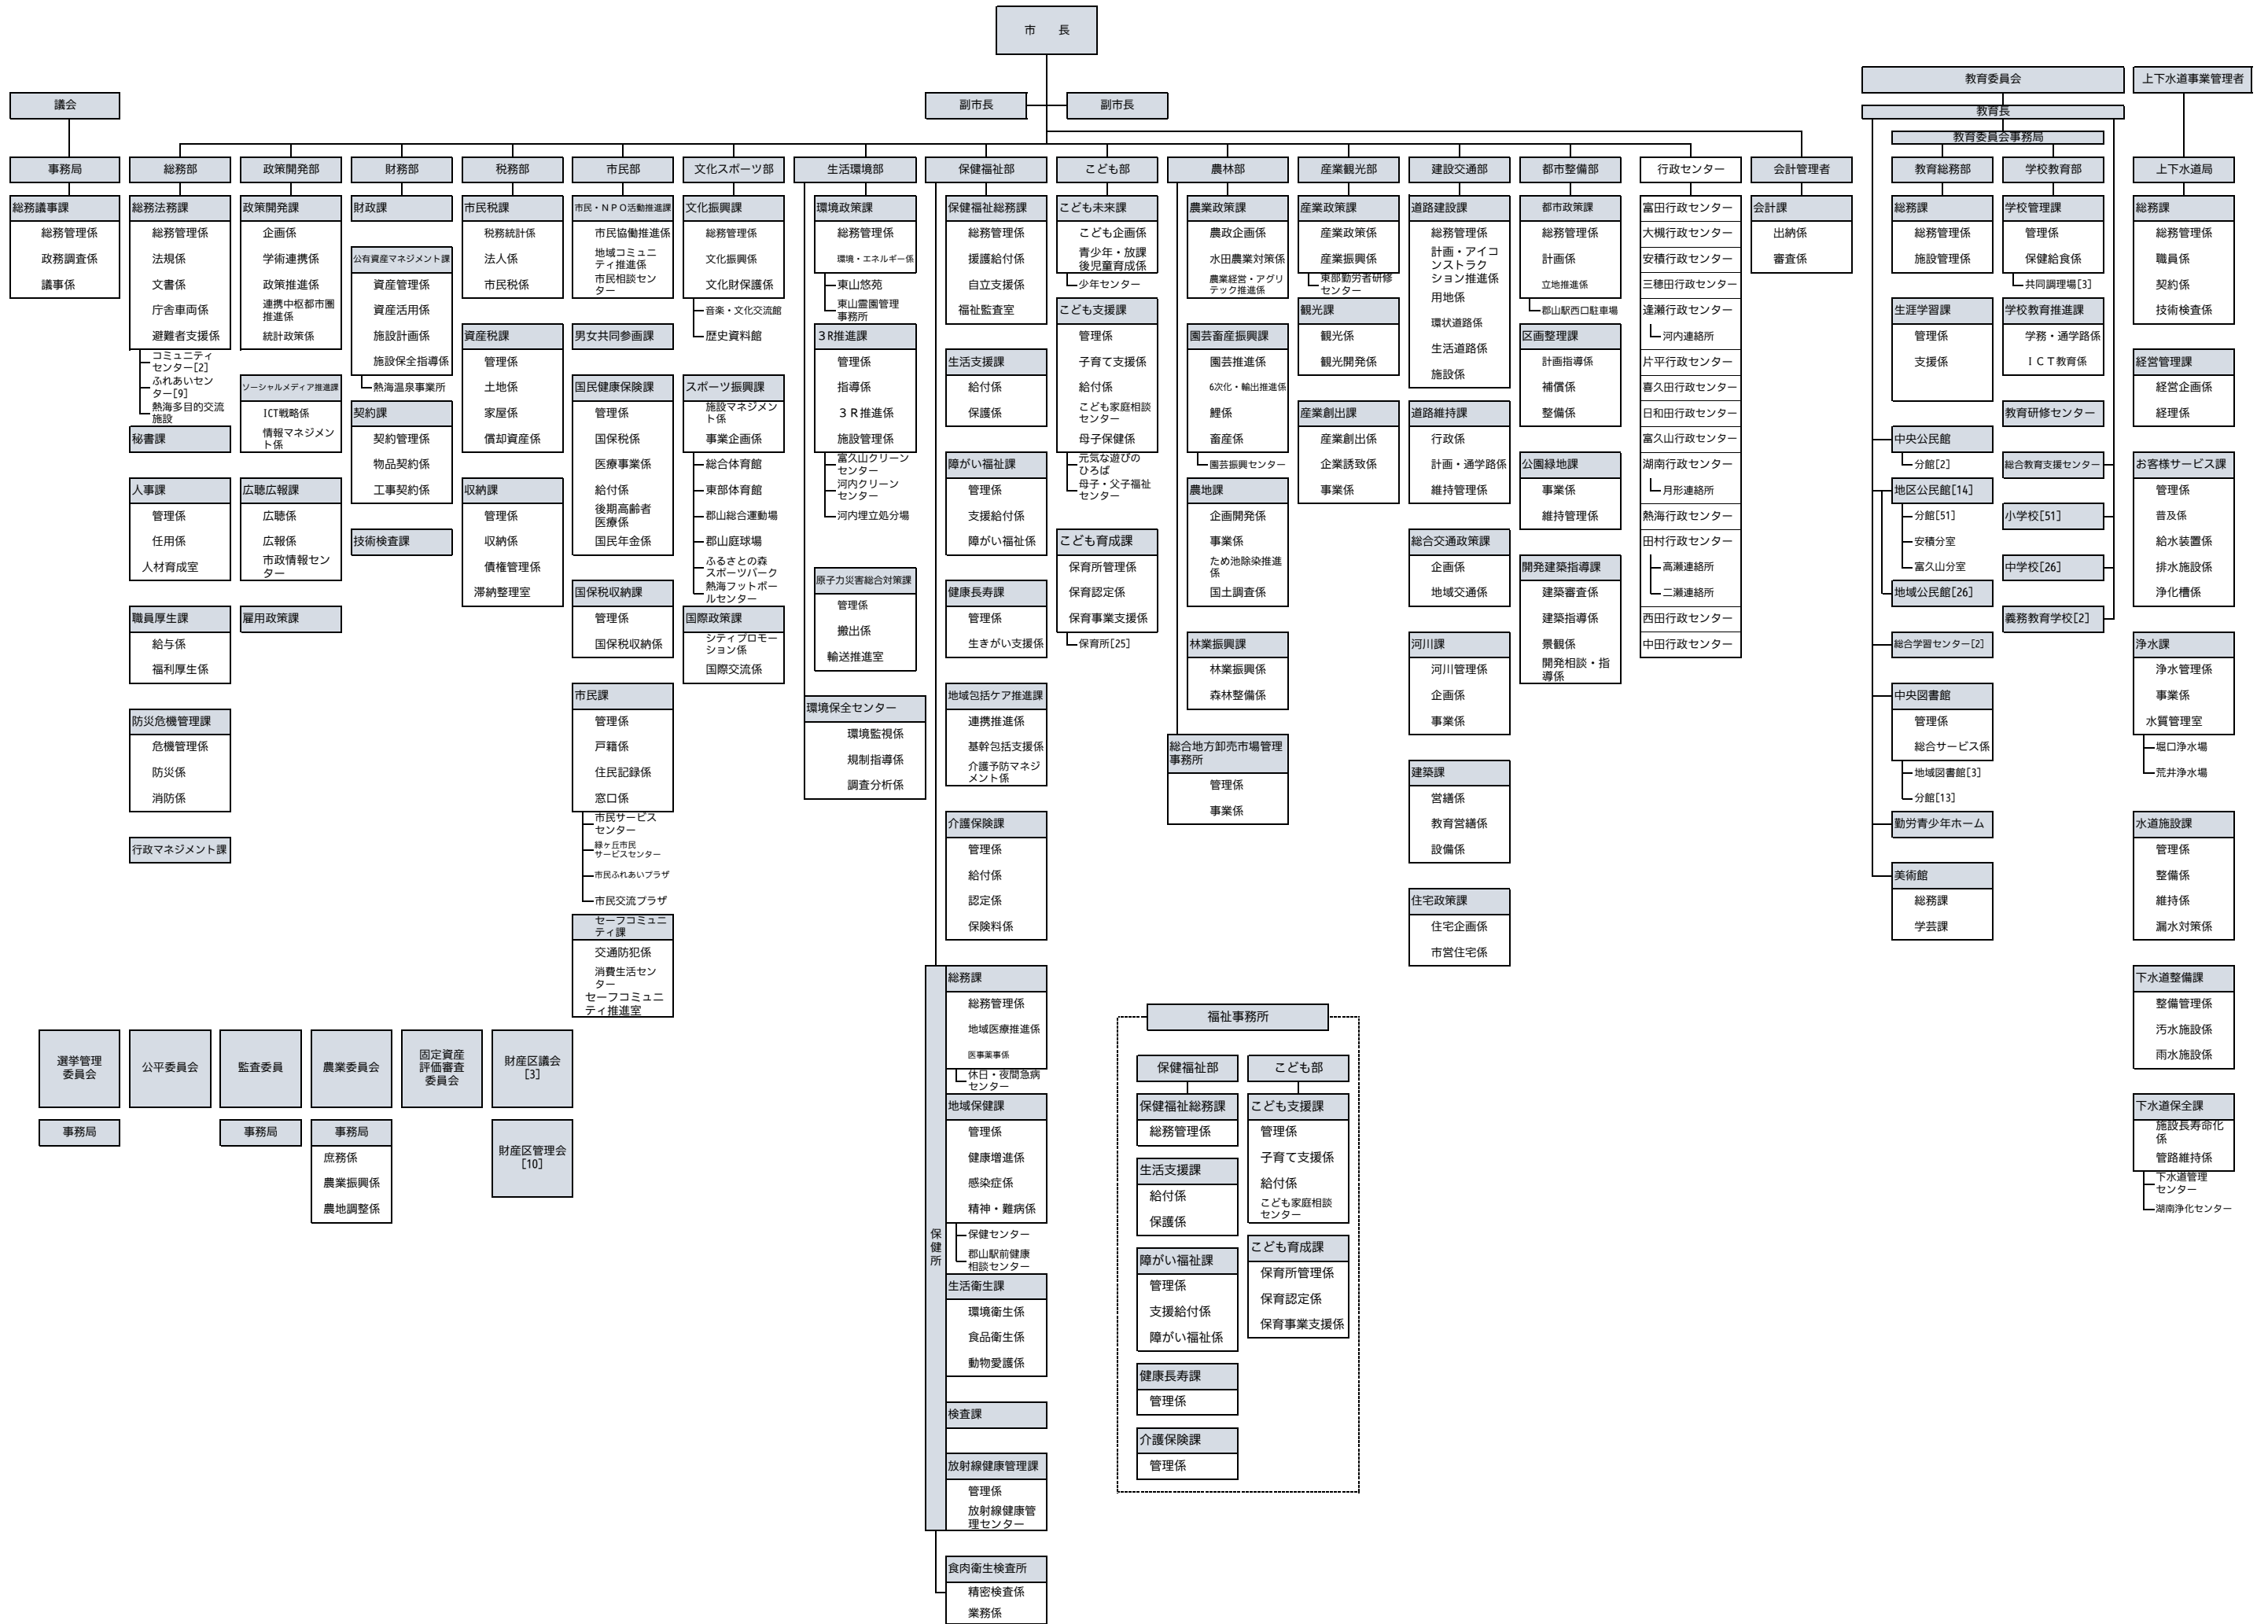 市　長
教育委員会
上下水道事業管理者
議会
副市長
副市長
教育長
教育委員会事務局
事務局
総務議事課
総務管理係
政務調査係
議事係
総務部
総務法務課
総務管理係
法規係
文書係
庁舎車両係
避難者支援係
コミュニティ
センター[2]
ふれあいセン
ター[9]
熱海多目的交流
施設
秘書課
人事課
管理係
任用係
人材育成室
職員厚生課
給与係
福利厚生係
防災危機管理課
危機管理係
防災係
消防係
行政マネジメント課
政策開発部
政策開発課
企画係
学術連携係
政策推進係
連携中枢都市圏
推進係
統計政策係
ソーシャルメディア推進課
ICT戦略係
情報マネジメン
ト係
広聴広報課
広聴係
広報係
市政情報セン
ター
雇用政策課
財務部
財政課
公有資産マネジメント課
資産管理係
資産活用係
施設計画係
施設保全指導係
熱海温泉事業所
契約課
契約管理係
物品契約係
工事契約係
技術検査課
税務部
市民税課
税務統計係
法人係
市民税係
資産税課
管理係
土地係
家屋係
償却資産係
収納課
管理係
収納係
債権管理係
滞納整理室
市民部
市民・ＮＰＯ活動推進課
市民協働推進係
地域コミュニ
ティ推進係
市民相談セン
ター
男女共同参画課
国民健康保険課
管理係
国保税係
医療事業係
給付係
後期高齢者
医療係
国民年金係
国保税収納課
管理係
国保税収納係
市民課
管理係
戸籍係
住民記録係
窓口係
市民サービス
センター
緑ヶ丘市民
サービスセンター
市民ふれあいプラザ
市民交流プラザ
セーフコミュニ
ティ課
交通防犯係
消費生活セン
ター
セーフコミュニ
ティ推進室
文化スポーツ部
文化振興課
総務管理係
文化振興係
文化財保護係
音楽・文化交流館
歴史資料館
スポーツ振興課
施設マネジメン
ト係
事業企画係
総合体育館
東部体育館
郡山総合運動場
郡山庭球場
ふるさとの森
スポーツパーク
熱海フットボー
ルセンター
国際政策課
シティプロモー
ション係
国際交流係
生活環境部
環境政策課
総務管理係
環境・エネルギー係
東山悠苑
東山霊園管理
事務所
３R推進課
管理係
指導係
３Ｒ推進係
施設管理係
富久山クリーン
センター
河内クリーン
センター
河内埋立処分場
原子力災害総合対策課
管理係
搬出係
輸送推進室
環境保全センター
環境監視係
規制指導係
調査分析係
保健福祉部
保健福祉総務課
総務管理係
援護給付係
自立支援係
福祉監査室
生活支援課
給付係
保護係
障がい福祉課
管理係
支援給付係
障がい福祉係
健康長寿課
管理係
生きがい支援係
地域包括ケア推進課
連携推進係
基幹包括支援係
介護予防マネジ
メント係
介護保険課
管理係
給付係
認定係
保険料係
保健所
総務課
総務管理係
地域医療推進係
医事薬事係
休日・夜間急病
センター
地域保健課
管理係
健康増進係
感染症係
精神・難病係
保健センター
郡山駅前健康
相談センター
生活衛生課
環境衛生係
食品衛生係
動物愛護係
検査課
放射線健康管理課
管理係
放射線健康管
理センター
食肉衛生検査所
精密検査係
業務係
こども部
こども未来課
こども企画係
青少年・放課
後児童育成係
少年センター
こども支援課
管理係
子育て支援係
給付係
こども家庭相談
センター
母子保健係
元気な遊びの
ひろば
母子・父子福祉
センター
こども育成課
保育所管理係
保育認定係
保育事業支援係
保育所[25]
農林部
農業政策課
農政企画係
水田農業対策係
農業経営・アグリ
テック推進係
園芸畜産振興課
園芸推進係
6次化・輸出推進係
鯉係
畜産係
園芸振興センター
農地課
企画開発係
事業係
ため池除染推進
係
国土調査係
林業振興課
林業振興係
森林整備係
総合地方卸売市場管理
事務所
管理係
事業係
産業観光部
産業政策課
産業政策係
産業振興係
東部勤労者研修
センター
観光課
観光係
観光開発係
産業創出課
産業創出係
企業誘致係
事業係
建設交通部
道路建設課
総務管理係
計画・アイコ
ンストラク
ション推進係
用地係
環状道路係
生活道路係
施設係
道路維持課
行政係
計画・通学路係
維持管理係
総合交通政策課
企画係
地域交通係
河川課
河川管理係
企画係
事業係
建築課
営繕係
教育営繕係
設備係
住宅政策課
住宅企画係
市営住宅係
都市整備部
都市政策課
総務管理係
計画係
立地推進係
郡山駅西口駐車場
区画整理課
計画指導係
補償係
整備係
公園緑地課
事業係
維持管理係
開発建築指導課
建築審査係
建築指導係
景観係
開発相談・指
導係
行政センター
富田行政センター
大槻行政センター
安積行政センター
三穂田行政センター
逢瀬行政センター
河内連絡所
片平行政センター
喜久田行政センター
日和田行政センター
富久山行政センター
湖南行政センター
月形連絡所
熱海行政センター
田村行政センター
高瀬連絡所
二瀬連絡所
西田行政センター
中田行政センター
会計管理者
会計課
出納係
審査係
教育総務部
総務課
総務管理係
施設管理係
生涯学習課
管理係
支援係
中央公民館
分館[2]
地区公民館[14]
分館[51]
安積分室
富久山分室
地域公民館[26]
総合学習センター[2]
中央図書館
管理係
総合サービス係
地域図書館[3]
分館[13]
勤労青少年ホーム
美術館
総務課
学芸課
学校教育部
学校管理課
管理係
保健給食係
共同調理場[3]
学校教育推進課
学務・通学路係
ＩＣＴ教育係
教育研修センター
総合教育支援センター
小学校[51]
中学校[26]
義務教育学校[2]
上下水道局
総務課
総務管理係
職員係
契約係
技術検査係
経営管理課
経営企画係
経理係
お客様サービス課
管理係
普及係
給水装置係
排水施設係
浄化槽係
浄水課
浄水管理係
事業係
水質管理室
堀口浄水場
荒井浄水場
水道施設課
管理係
整備係
維持係
漏水対策係
下水道整備課
整備管理係
汚水施設係
雨水施設係
下水道保全課
施設長寿命化
係
管路維持係
下水道管理
センター
湖南浄化センター
選挙管理
委員会
事務局
公平委員会
監査委員
事務局
農業委員会
事務局
庶務係
農業振興係
農地調整係
固定資産
評価審査
委員会
財産区議会
[3]
財産区管理会
[10]
福祉事務所
保健福祉部
保健福祉総務課
総務管理係
生活支援課
給付係
保護係
障がい福祉課
管理係
支援給付係
障がい福祉係
健康長寿課
管理係
介護保険課
管理係
こども部
こども支援課
管理係
子育て支援係
給付係
こども家庭相談
センター
こども育成課
保育所管理係
保育認定係
保育事業支援係